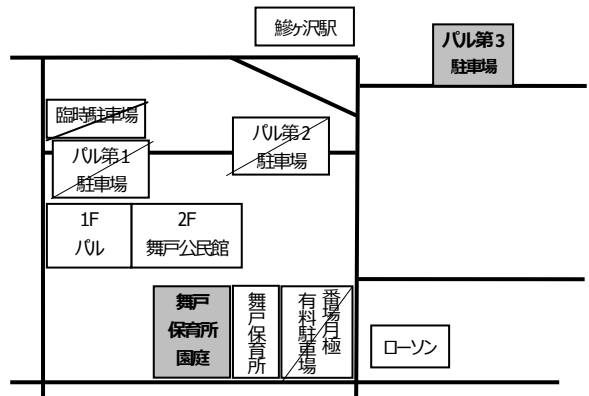 鰺ヶ沢駅
パル第3
駐車場
臨時駐車場
パル第1
駐車場
パル第2
駐車場
1F
パル
2F
舞戸公民館
舞戸
保育所
園庭
舞戸保育所
番場月極
有料駐車場
ローソン